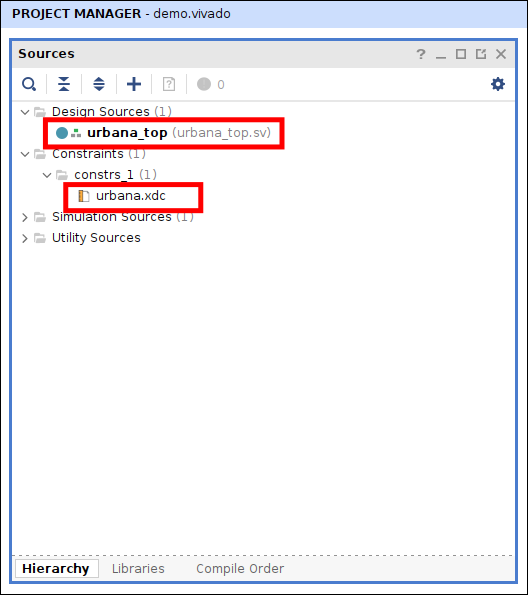 PROJECT MANAGER - demo.vivado
Sources
?
0
Design Sources (1)
urbana_top (urbana_top.sv)
Constraints (1)
constrs_1 (1)
urbana.xdc
Simulation Sources (1)
Utility Sources
Hierarchy Libraries Compile Order